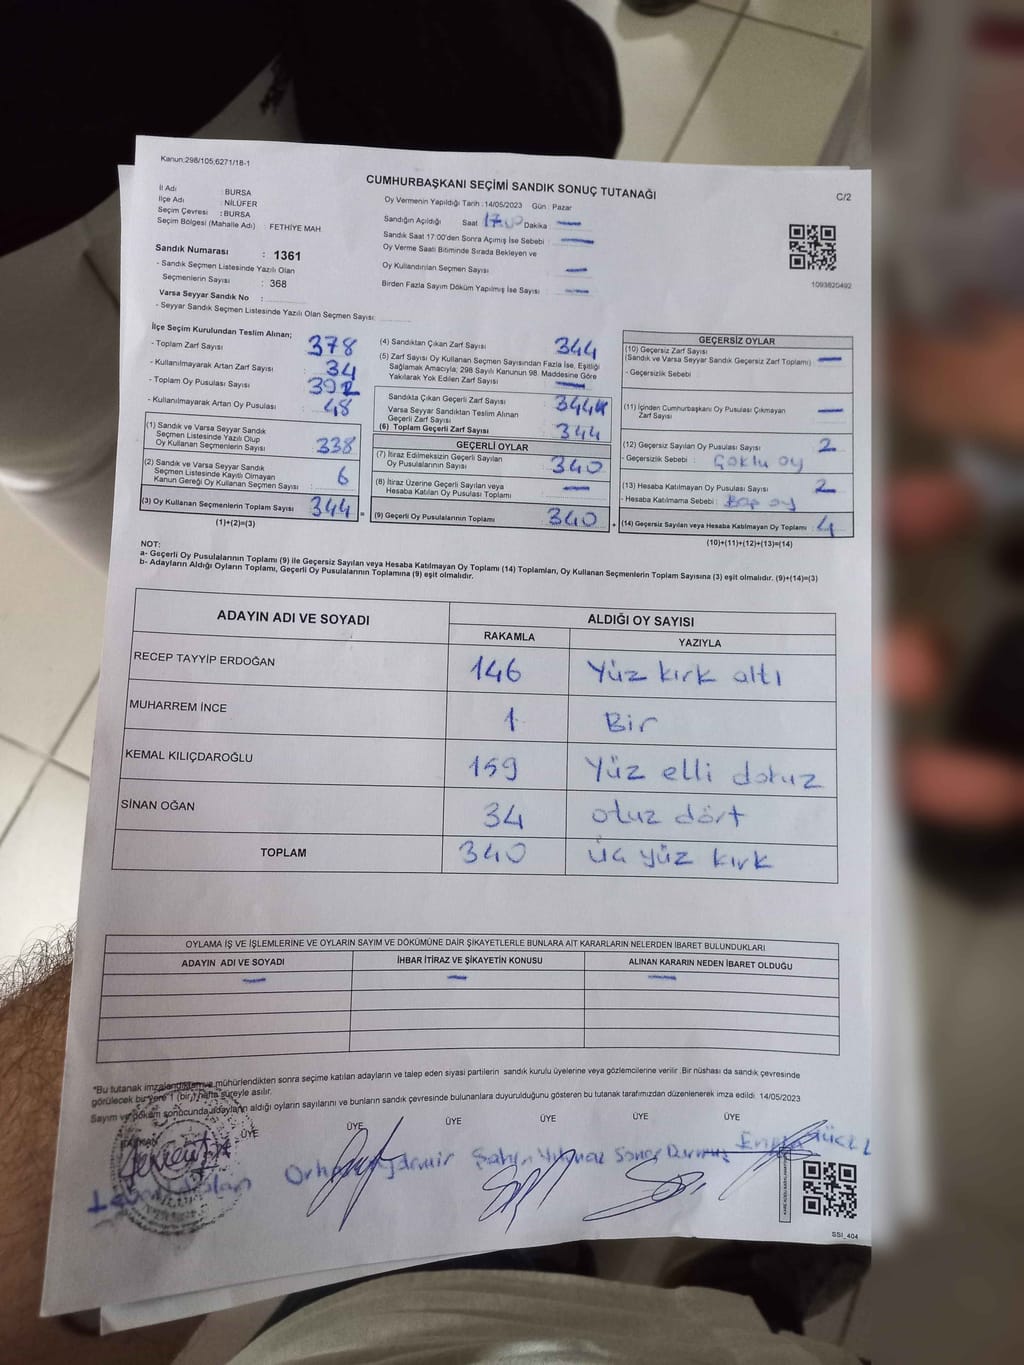 Kanun:298/105;6271/18-1
CUMHURBAŞKANI SEÇİMİ SANDIK SONUÇ TUTANAĞI
C/2
İl Adı : BURSA
İlçe Adı : NİLÜFER
Seçim Çevresi : BURSA
Seçim Bölgesi (Mahalle Adı) FETHİYE MAH.
Sandık Numarası : 1361
- Sandık Seçmen Listesinde Yazılı Olan
Seçmenlerin Sayısı : 368
Varsa Seyyar Sandık No :
- Seyyar Sandık Seçmen Listesinde Yazılı Olan Seçmen Sayısı:
Oy Vermenin Yapıldığı Tarih : 14/05/2023 Gün : Pazar
Sandığın Açıldığı Saat 17:00 Dakika —
Sandık Saat 17:00'den Sonra Açımış İse Sebebi : —
Oy Verme Saati Bitiminde Sırada Bekleyen ve
Oy Kullandırılan Seçmen Sayısı : —
Birden Fazla Sayım Döküm Yapılmış İse Sayısı : —
1093820492
İlçe Seçim Kurulundan Teslim Alınan;
- Toplam Zarf Sayısı : 378
- Kullanılmayarak Artan Zarf Sayısı : 34
- Toplam Oy Pusulası Sayısı : 392
- Kullanılmayarak Artan Oy Pusulası : 48
(1) Sandık ve Varsa Seyyar Sandık
Seçmen Listesinde Yazılı Olup
Oy Kullanan Seçmenlerin Sayısı : 338
(2) Sandık ve Varsa Seyyar Sandık
Seçmen Listesinde Kayıtlı Olmayan
Kanun Gereği Oy Kullanan Seçmen Sayısı : 6
(3) Oy Kullanan Seçmenlerin Toplam Sayısı : 344
(1)+(2)=(3)
(4) Sandıktan Çıkan Zarf Sayısı : 344
(5) Zarf Sayısı Oy Kullanan Seçmen Sayısından Fazla İse, Eşitliği
Sağlamak Amacıyla; 298 Sayılı Kanunun 98. Maddesine Göre
Yakılarak Yok Edilen Zarf Sayısı : —
Sandıkta Çıkan Geçerli Zarf Sayısı : 344
Varsa Seyyar Sandıktan Teslim Alınan
Geçerli Zarf Sayısı :
(6) Toplam Geçerli Zarf Sayısı : 344
GEÇERLİ OYLAR
(7) İtiraz Edilmeksizin Geçerli Sayılan
Oy Pusulalarının Sayısı : 340
(8) İtiraz Üzerine Geçerli Sayılan veya
Hesaba Katılan Oy Pusulası Toplamı : —
(9) Geçerli Oy Pusulalarının Toplamı : 340
GEÇERSİZ OYLAR
(10) Geçersiz Zarf Sayısı : —
(Sandık ve Varsa Seyyar Sandık Geçersiz Zarf Toplamı)
- Geçersizlik Sebebi :
(11) İçinden Cumhurbaşkanı Oy Pusulası Çıkmayan
Zarf Sayısı : —
(12) Geçersiz Sayılan Oy Pusulası Sayısı : 2
- Geçersizlik Sebebi : Çoklu oy
(13) Hesaba Katılmayan Oy Pusulası Sayısı : 2
- Hesaba Katılmama Sebebi : oy
(14) Geçersiz Sayılan veya Hesaba Katılmayan Oy Toplamı : 4
(10)+(11)+(12)+(13)=(14)
NOT:
a- Geçerli Oy Pusulalarının Toplamı (9) ile Geçersiz Sayılan veya Hesaba Katılmayan Oy Toplamı (14) Toplamları, Oy Kullanan Seçmenlerin Toplam Sayısına (3) eşit olmalıdır. (9)+(14)=(3)
b- Adayların Aldığı Oyların Toplamı, Geçerli Oy Pusulalarının Toplamına (9) eşit olmalıdır.
ADAYIN ADI VE SOYADI ALDIĞI OY SAYISI
RAKAMLA YAZIYLA
RECEP TAYYİP ERDOĞAN 146 Yüz kırk altı
MUHARREM İNCE 1 Bir
KEMAL KILIÇDAROĞLU 159 Yüz elli dokuz
SİNAN OĞAN 34 otuz dört
TOPLAM 340 üç yüz kırk
OYLAMA İŞ VE İŞLEMLERİNE VE OYLARIN SAYIM VE DÖKÜMÜNE DAİR ŞİKAYETLERLE BUNLARA AİT KARARLARIN NELERDEN İBARET BULUNDUKLARI
ADAYIN ADI VE SOYADI İHBAR İTİRAZ VE ŞİKAYETİN KONUSU ALINAN KARARIN NEDEN İBARET OLDUĞU
— — —
*Bu tutanak imzalandıktan ve mühürlendikten sonra seçime katılan adayların ve talep eden siyasi partilerin sandık kurulu üyelerine veya gözlemcilerine verilir. Bir nüshası da sandık çevresinde
görülecek bir yere 1 (bir) hafta süreyle asılır.
Sayım ve döküm sonucunda adayların aldığı oyların sayılarını ve bunların sandık çevresinde bulunanlara duyurulduğunu gösteren bu tutanak tarafımızdan düzenlenerek imza edildi. 14/05/2023
ÜYE ÜYE ÜYE ÜYE ÜYE ÜYE
Şahin Yılmaz Soner Durmuş
SSI_404